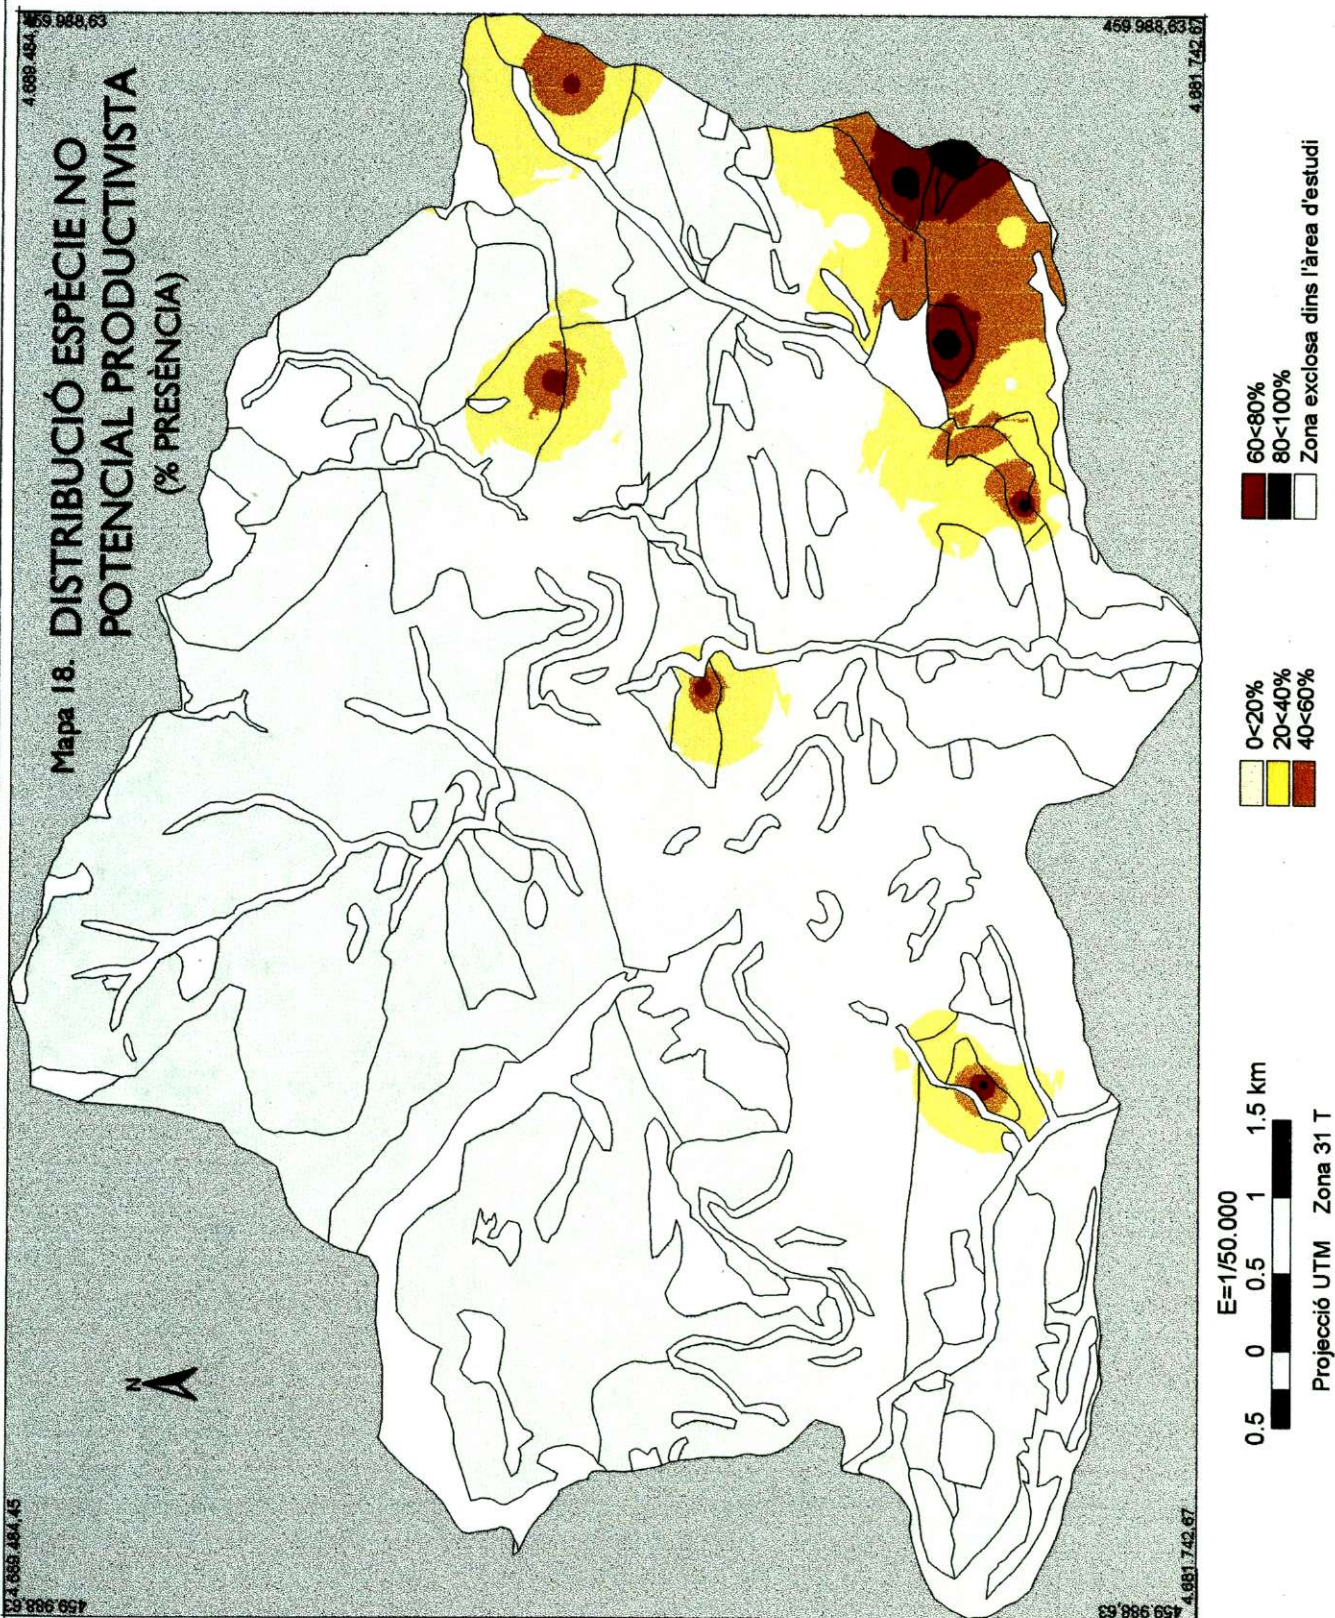 Mapa 18. DISTRIBUCIÓ ESPÈCIE NO
POTENCIAL PRODUCTIVISTA
(% PRESÈNCIA)
4.689.484,45
459.988,63
459.988,63
4.689.484,
459.988,63
4.681.742,67
459.988,63
4.681.742,67
N
E=1/50.000
0.5 0 0.5 1 1.5 km
Projecció UTM Zona 31 T
0<20%
20<40%
40<60%
60<80%
80<100%
Zona exclosa dins l'àrea d'estudi